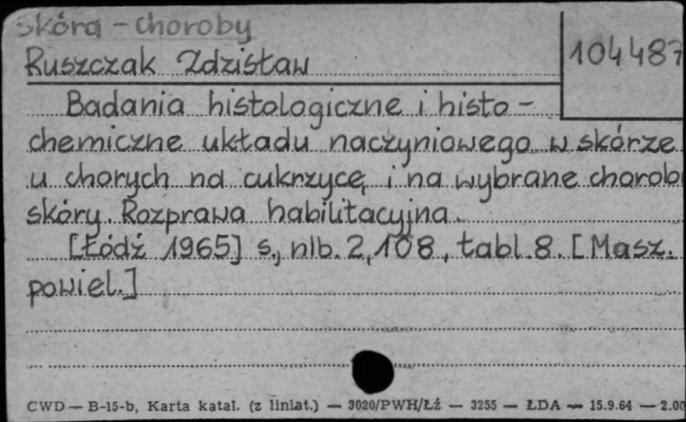 skóra - choroby
Ruszczak Zdzisław
104487
Badania histologiczne i histo-
chemiczne układu naczyniowego w skórze
u chorych na cukrzycę i na wybrane chorob
skóry. Rozprawa habilitacyjna.
[Łódź 1965] s., nlb. 2, 108, tabl. 8. [Masz.
powiel.]
CWD — B-15-b, Karta katal. (z liniat.) — 3020/PWH/Łź — 3255 — ŁDA — 15.9.64 — 2.00